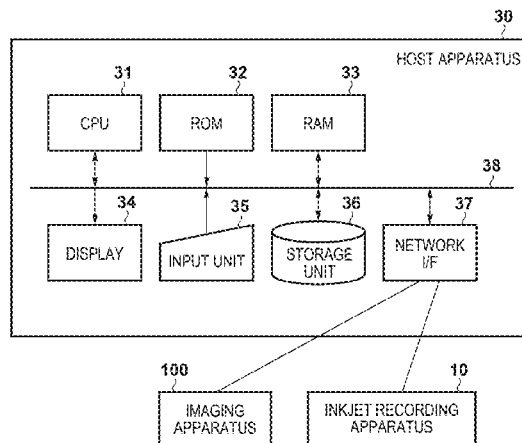 30
HOST APPARATUS
31 32 33
CPU ROM RAM
38
34 35 36 37
DISPLAY INPUT UNIT STORAGE UNIT NETWORK I/F
100 10
IMAGING APPARATUS INKJET RECORDING APPARATUS